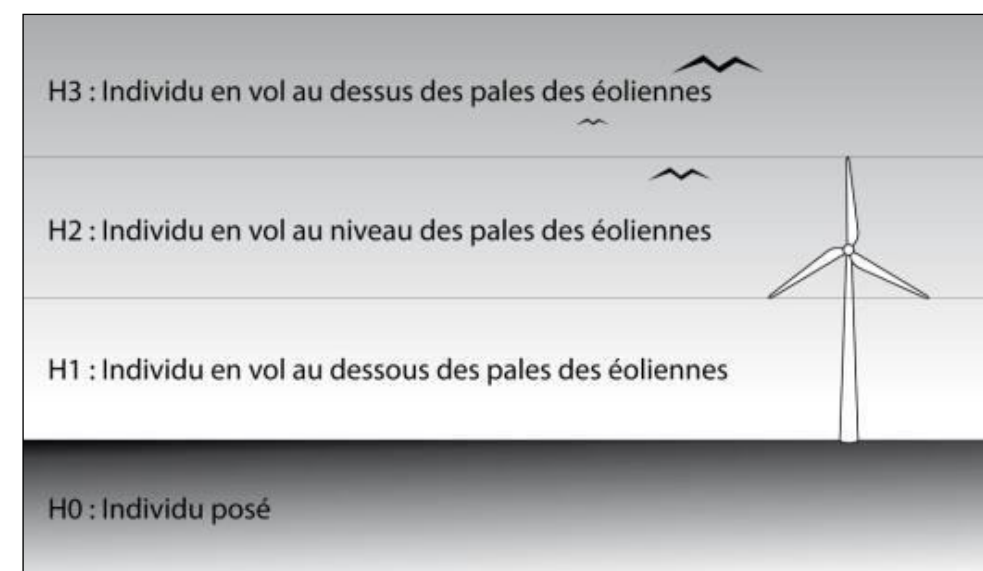 H3 : Individu en vol au dessus des pales des éoliennes
H2 : Individu en vol au niveau des pales des éoliennes
H1 : Individu en vol au dessous des pales des éoliennes
H0 : Individu posé